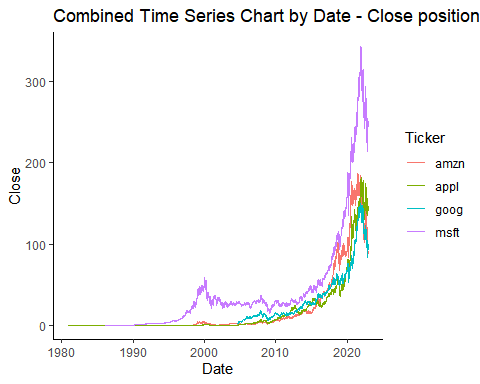 Combined Time Series Chart by Date - Close position
300
200
100
0
Close
1980
1990
2000
2010
2020
Date
Ticker
amzn
appl
goog
msft